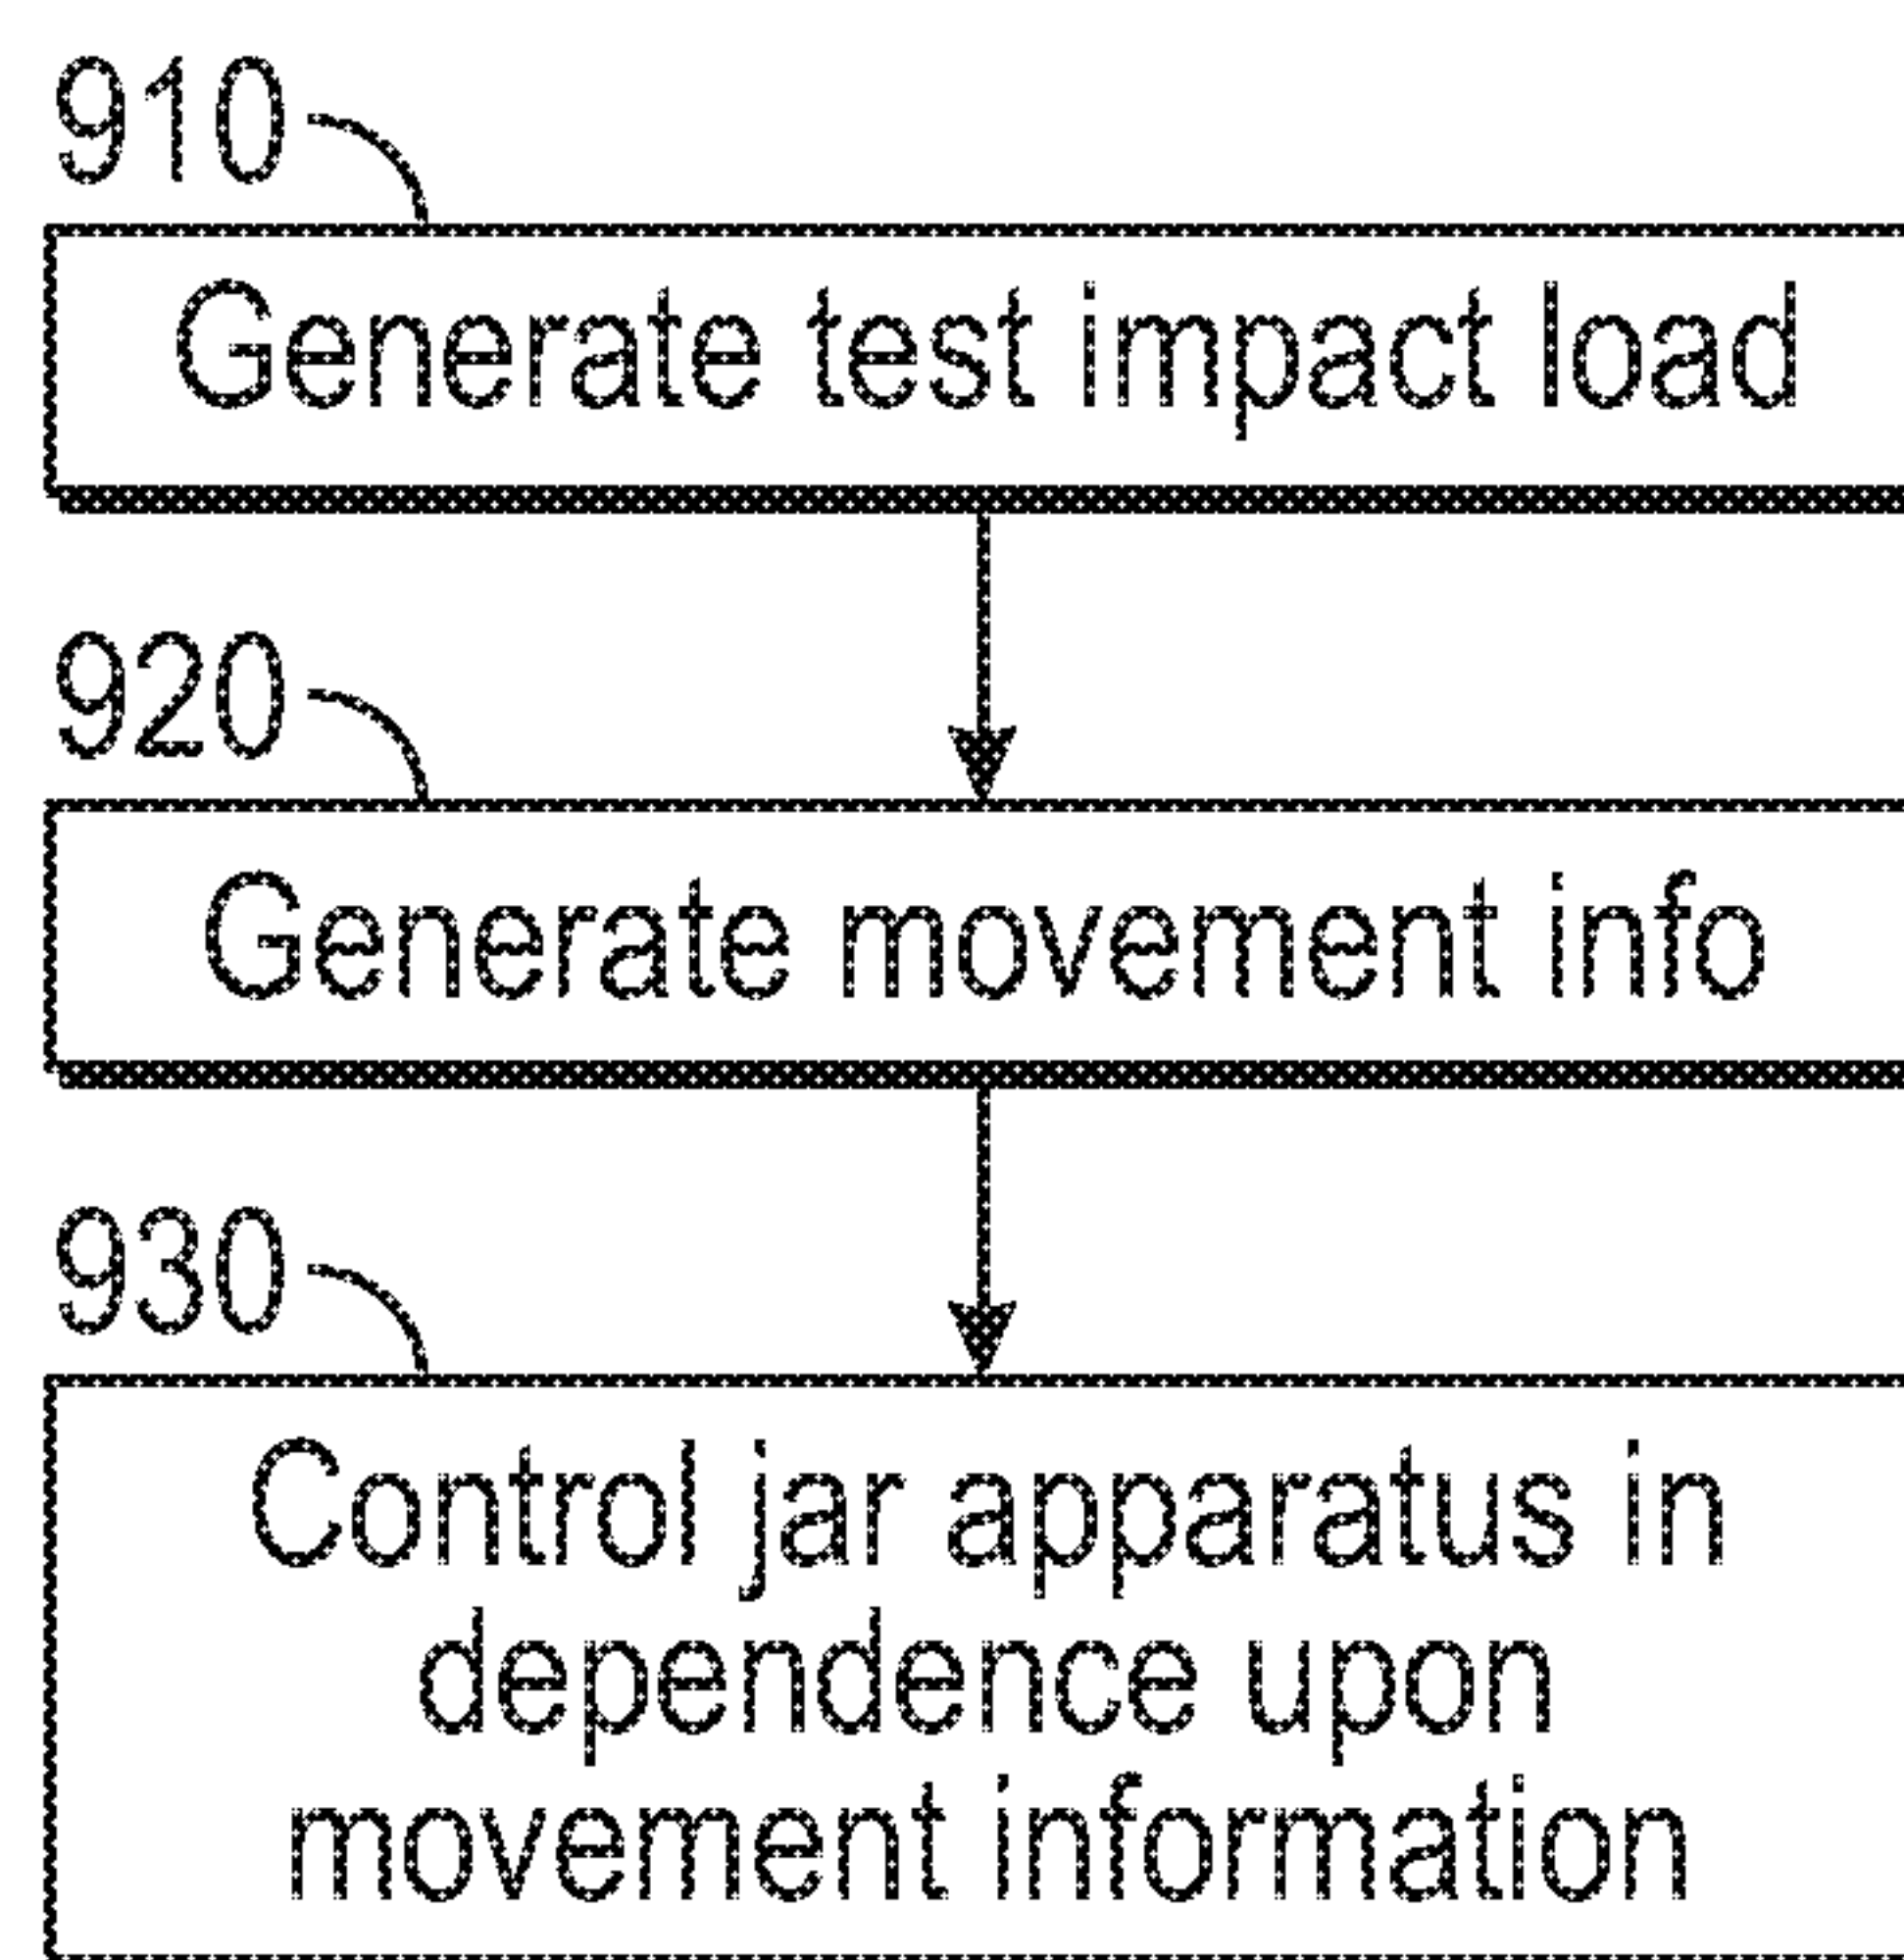 910
Generate test impact load
920
Generate movement info
930
Control jar apparatus in
dependence upon
movement information